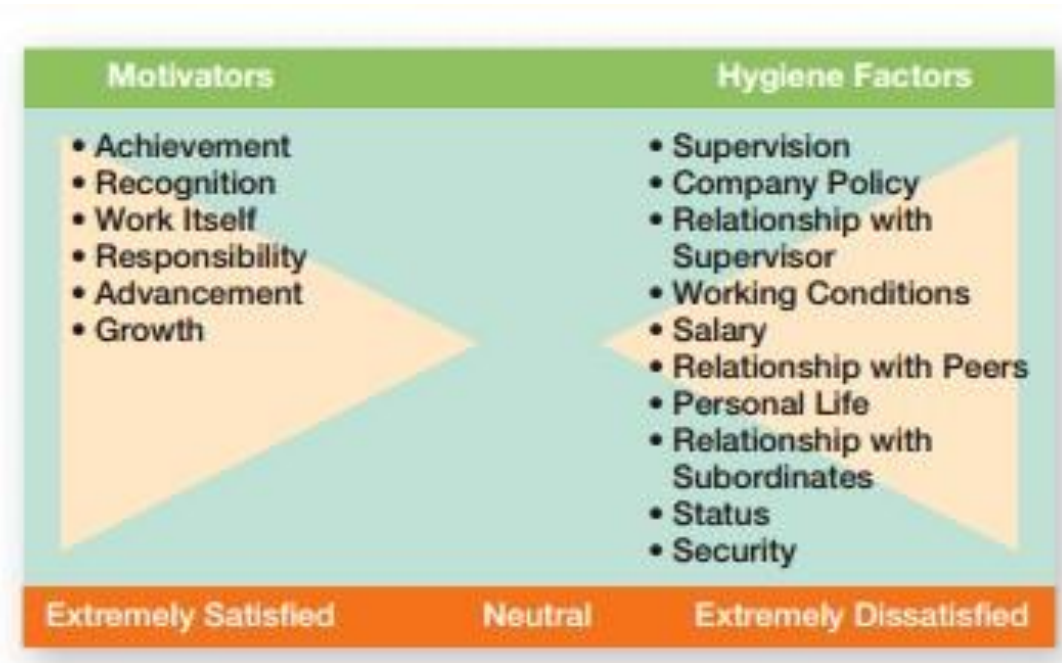 Motivators
Hygiene Factors
• Achievement
• Recognition
• Work Itself
• Responsibility
• Advancement
• Growth
• Supervision
• Company Policy
• Relationship with
Supervisor
• Working Conditions
• Salary
• Relationship with Peers
• Personal Life
• Relationship with
Subordinates
• Status
• Security
Extremely Satisfied
Neutral
Extremely Dissatisfied